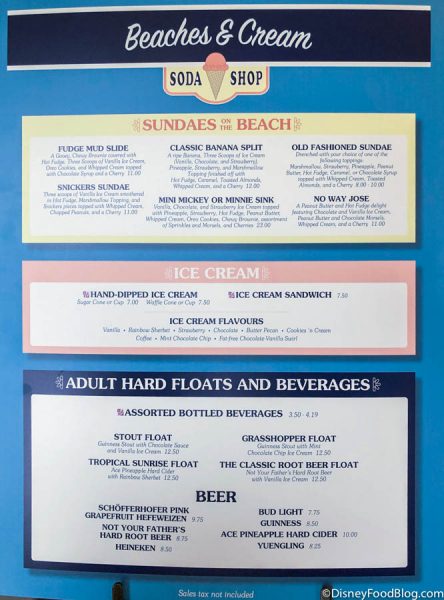 Beaches & Cream
SODA SHOP
SUNDAES ON THE BEACH
FUDGE MUD SLIDE
A Gooey, Chewy Brownie covered with
Hot Fudge, Three Scoops of Vanilla Ice Cream,
Oreo Cookies, and Whipped Cream topped
with Chocolate Syrup and a Cherry 11.00
SNICKERS SUNDAE
Three scoops of Vanilla Ice Cream smothered
in Hot Fudge, Marshmallow Topping, and
Snickers pieces topped with Whipped Cream,
Chopped Peanuts, and a Cherry 11.00
CLASSIC BANANA SPLIT
A ripe Banana, Three Scoops of Ice Cream
(Vanilla, Chocolate, and Strawberry),
Strawberry, Pineapple, and Marshmallow
Topping finished off with
Hot Fudge, Caramel, Toasted Almonds,
Whipped Cream, and a Cherry 12.00
MINI MICKEY OR MINNIE SINK
Vanilla, Chocolate, and Strawberry Ice Cream topped
with Pineapple, Strawberry, Hot Fudge, Peanut Butter,
Whipped Cream, Oreo Cookies, Chewy Brownie, assortment
of Sprinkles and Morsels, and Cherries 23.00
OLD FASHIONED SUNDAE
Drenched with your choice of one of the
following toppings:
Marshmallow, Strawberry, Pineapple, Peanut
Butter, Hot Fudge, Caramel, or Chocolate Syrup
topped with Whipped Cream, Toasted
Almonds, and a Cherry 8.00 - 10.00
NO WAY JOSE
A Peanut Butter and Hot Fudge delight
featuring Chocolate and Vanilla Ice Cream,
Peanut Butter and Chocolate Morsels,
Whipped Cream, and a Cherry 11.00
ICE CREAM
HAND-DIPPED ICE CREAM
Sugar Cone or Cup 7.00 Waffle Cone or Cup 7.50
ICE CREAM SANDWICH 7.50
ICE CREAM FLAVOURS
Vanilla • Rainbow Sherbet • Strawberry • Chocolate • Butter Pecan • Cookies 'n Cream
Coffee • Mint Chocolate Chip • Fat-free Chocolate-Vanilla Swirl
ADULT HARD FLOATS AND BEVERAGES
ASSORTED BOTTLED BEVERAGES 3.50 - 4.19
STOUT FLOAT
Guinness Stout with Chocolate Sauce
and Vanilla Ice Cream 12.50
GRASSHOPPER FLOAT
Guinness Stout with Mint
Chocolate Chip Ice Cream 12.50
TROPICAL SUNRISE FLOAT
Ace Pineapple Hard Cider
with Rainbow Sherbet 12.50
THE CLASSIC ROOT BEER FLOAT
Not Your Father's Hard Root Beer
with Vanilla Ice Cream 12.50
BEER
SCHÖFFERHOFER PINK
GRAPEFRUIT HEFEWEIZEN 9.75
NOT YOUR FATHER'S
HARD ROOT BEER 8.75
HEINEKEN 8.50
BUD LIGHT 7.75
GUINNESS 8.50
ACE PINEAPPLE HARD CIDER 10.00
YUENGLING 8.25
Sales tax not included
©DisneyFoodBlog.com